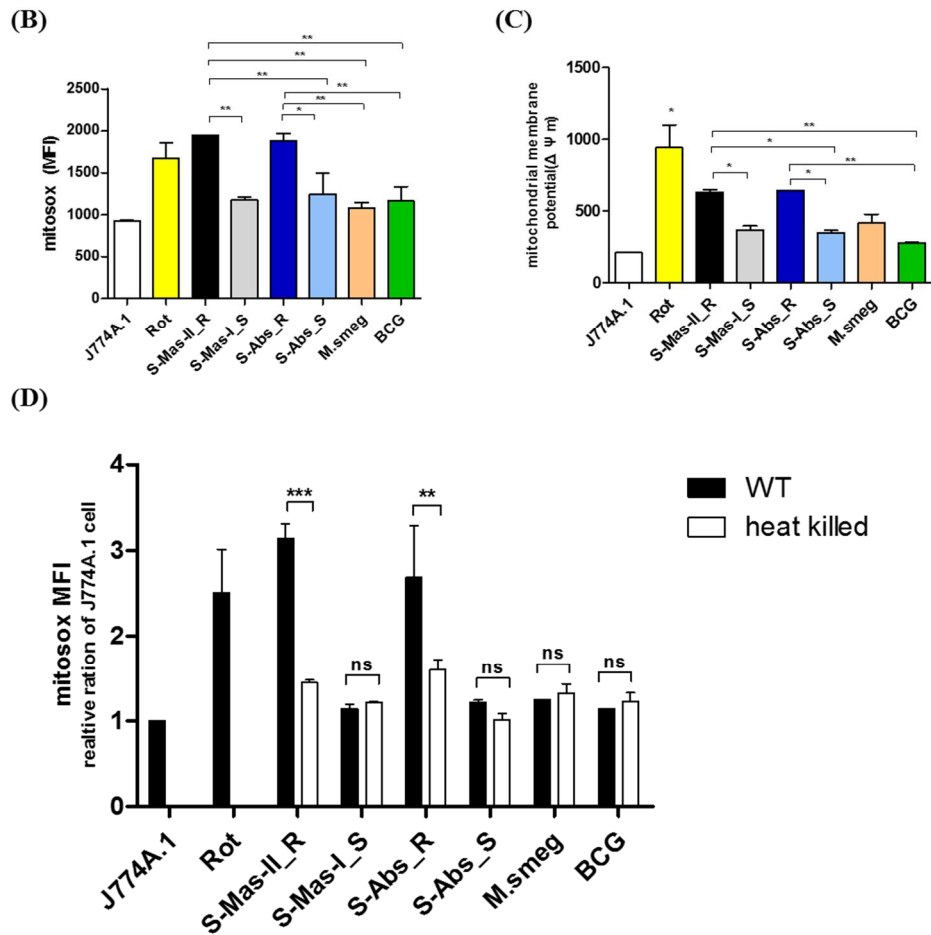 (B)
**
**
**
**
**
**
*
mitosox (MFI)
2500
2000
1500
1000
500
0
J774A.1
Rot
S-Mas-II_R
S-Mas-I_S
S-Abs_R
S-Abs_S
M.smeg
BCG
(C)
mitochondrial membrane
potential(Δ Ψ m)
1500
1000
500
0
*
**
*
**
*
*
J774A.1
Rot
S-Mas-II_R
S-Mas-I_S
S-Abs_R
S-Abs_S
M.smeg
BCG
(D)
mitosox MFI
realtive ration of J774A.1 cell
4
3
2
1
0
***
ns
**
ns
ns
ns
WT
heat killed
J774A.1
Rot
S-Mas-II_R
S-Mas-I_S
S-Abs_R
S-Abs_S
M.smeg
BCG